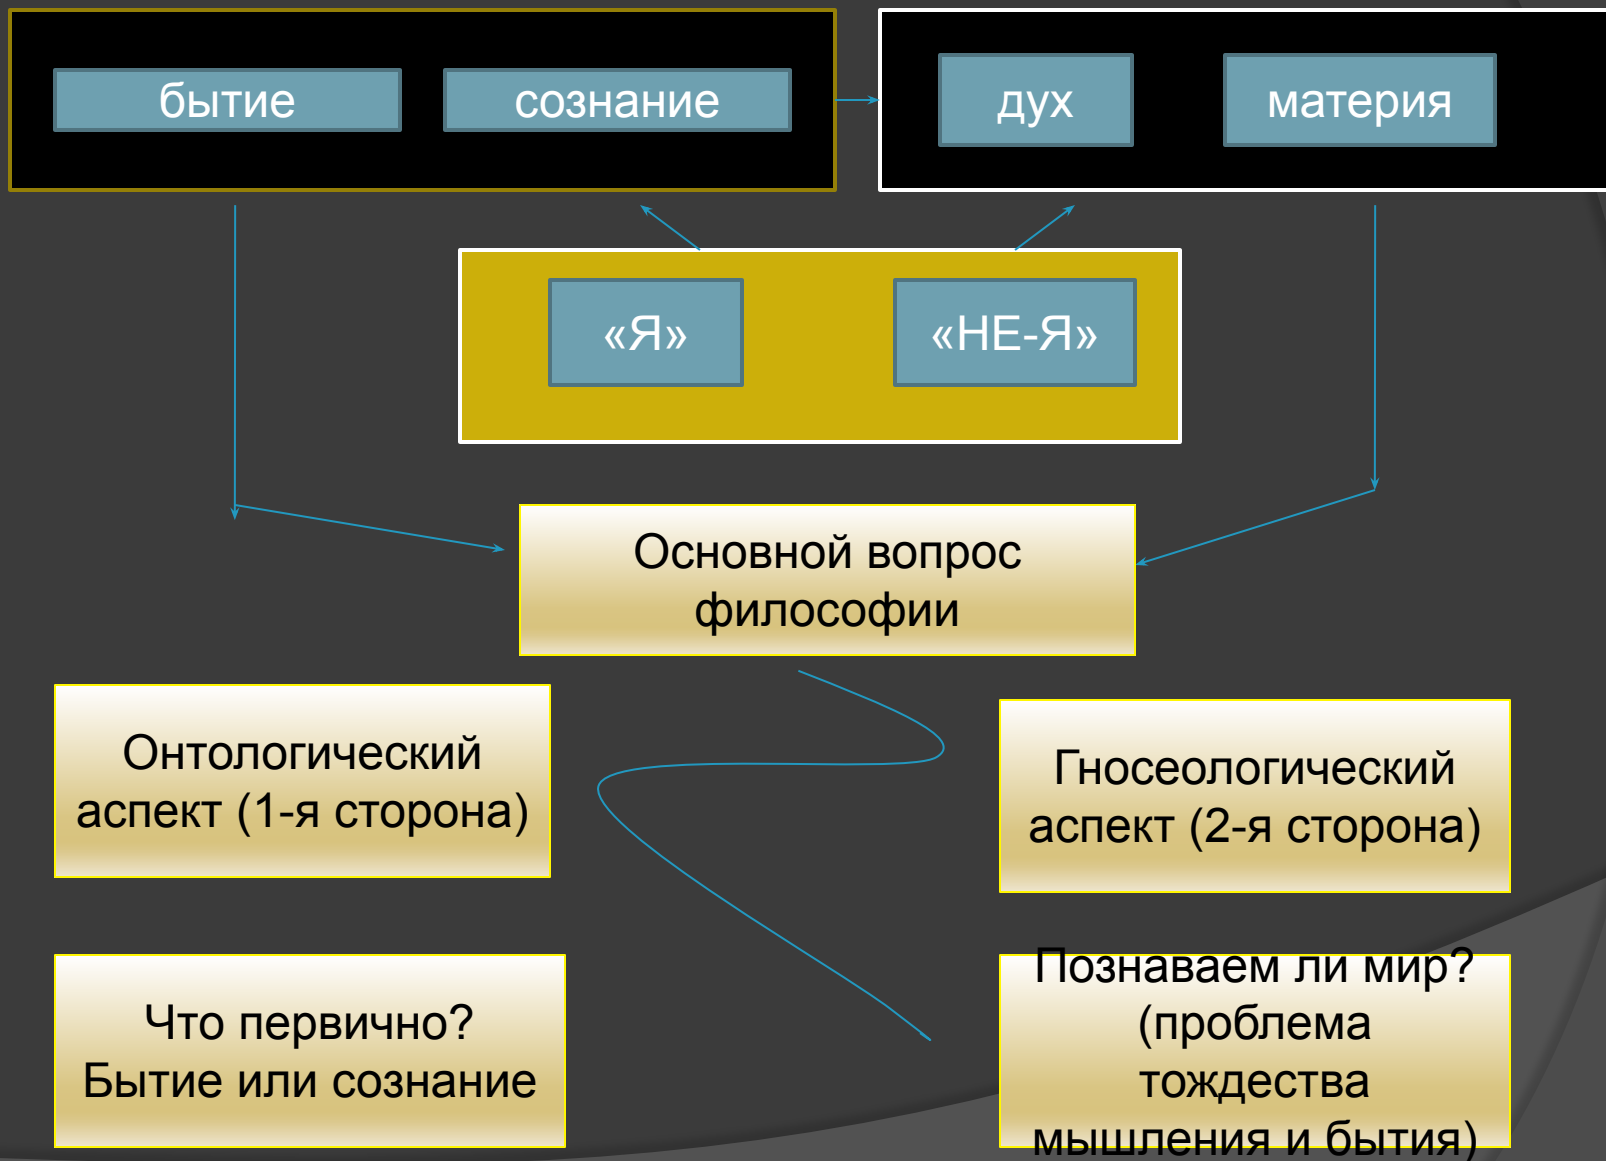 бытие
сознание
дух
материя
«Я»
«НЕ-Я»
Основной вопрос
философии
Онтологический
аспект (1-я сторона)
Гносеологический
аспект (2-я сторона)
Что первично?
Бытие или сознание
Познаваем ли мир?
(проблема
тождества
мышления и бытия)